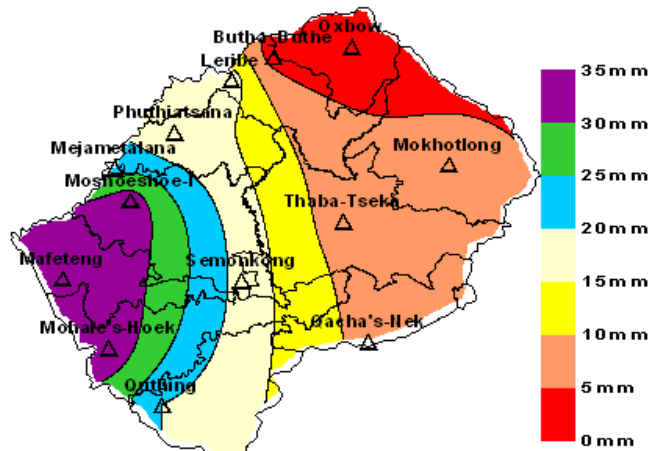 Oxbow
Butha-Buthe
Leribe
Phuthiatsana
Mokhotlong
Mejametalana
Moshoeshoe-I
Thaba-Tseka
Mafeteng
Semonkong
Mohale's-Hoek
Qacha's-Nek
Quthing
35mm
30mm
25mm
20mm
15mm
10mm
5mm
0mm